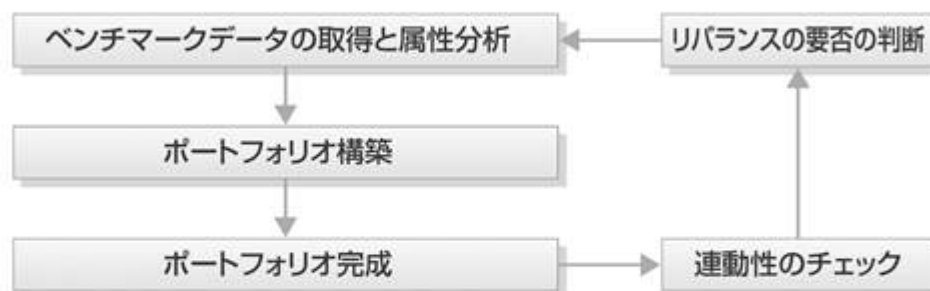 ベンチマークデータの取得と属性分析
リバランスの要否の判断
ポートフォリオ構築
ポートフォリオ完成
連動性のチェック